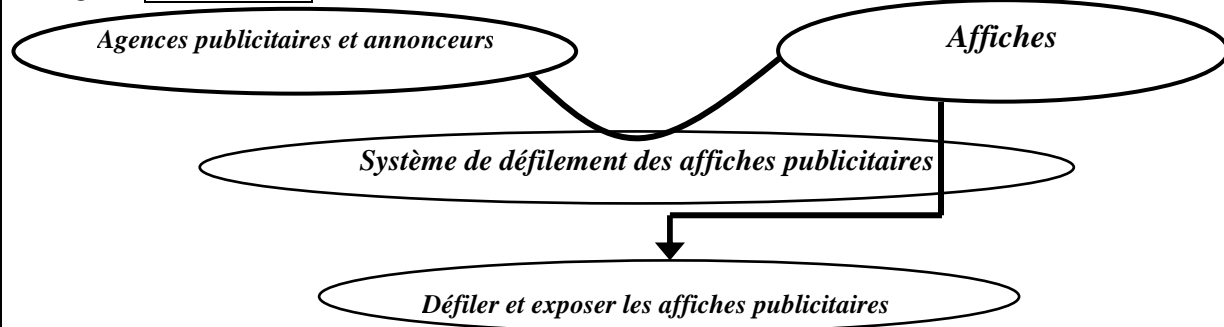 Agences publicitaires et annonceurs
Affiches
Système de défilement des affiches publicitaires
Défiler et exposer les affiches publicitaires